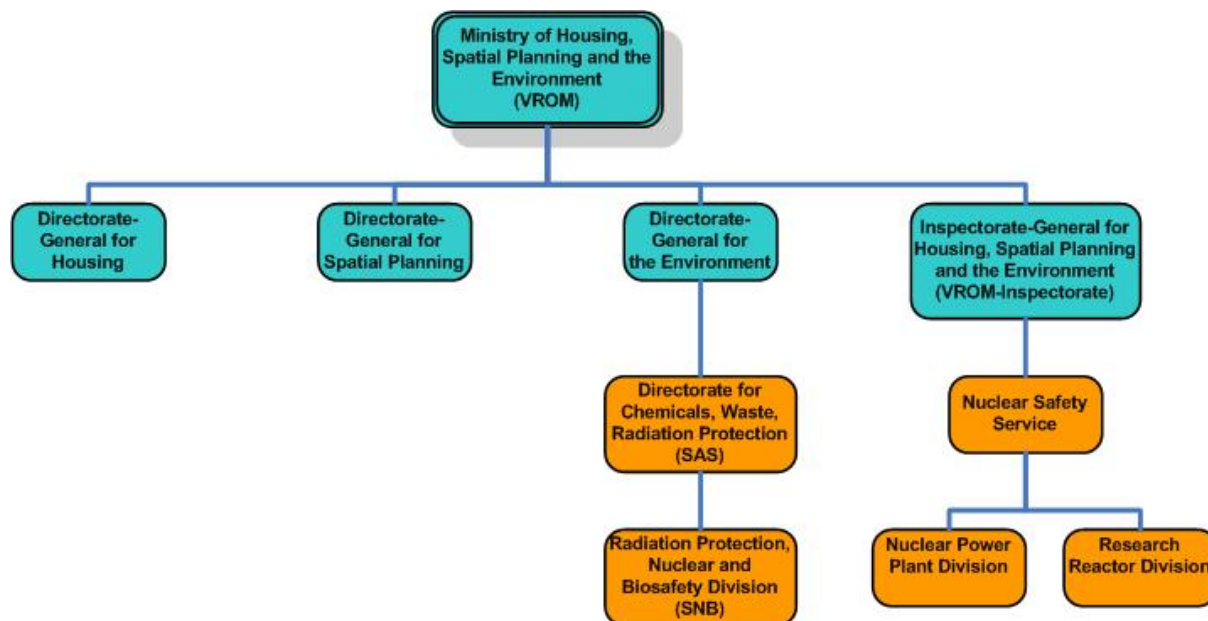 Ministry of Housing,
Spatial Planning and the
Environment
(VROM)
Directorate-
General for
Housing
Directorate-
General for
Spatial Planning
Directorate-
General for
the Environment
Inspectorate-General for
Housing, Spatial Planning
and the Environment
(VROM-Inspectorate)
Directorate for
Chemicals, Waste,
Radiation Protection
(SAS)
Nuclear Safety
Service
Radiation Protection,
Nuclear and
Biosafety Division
(SNB)
Nuclear Power
Plant Division
Research
Reactor Division